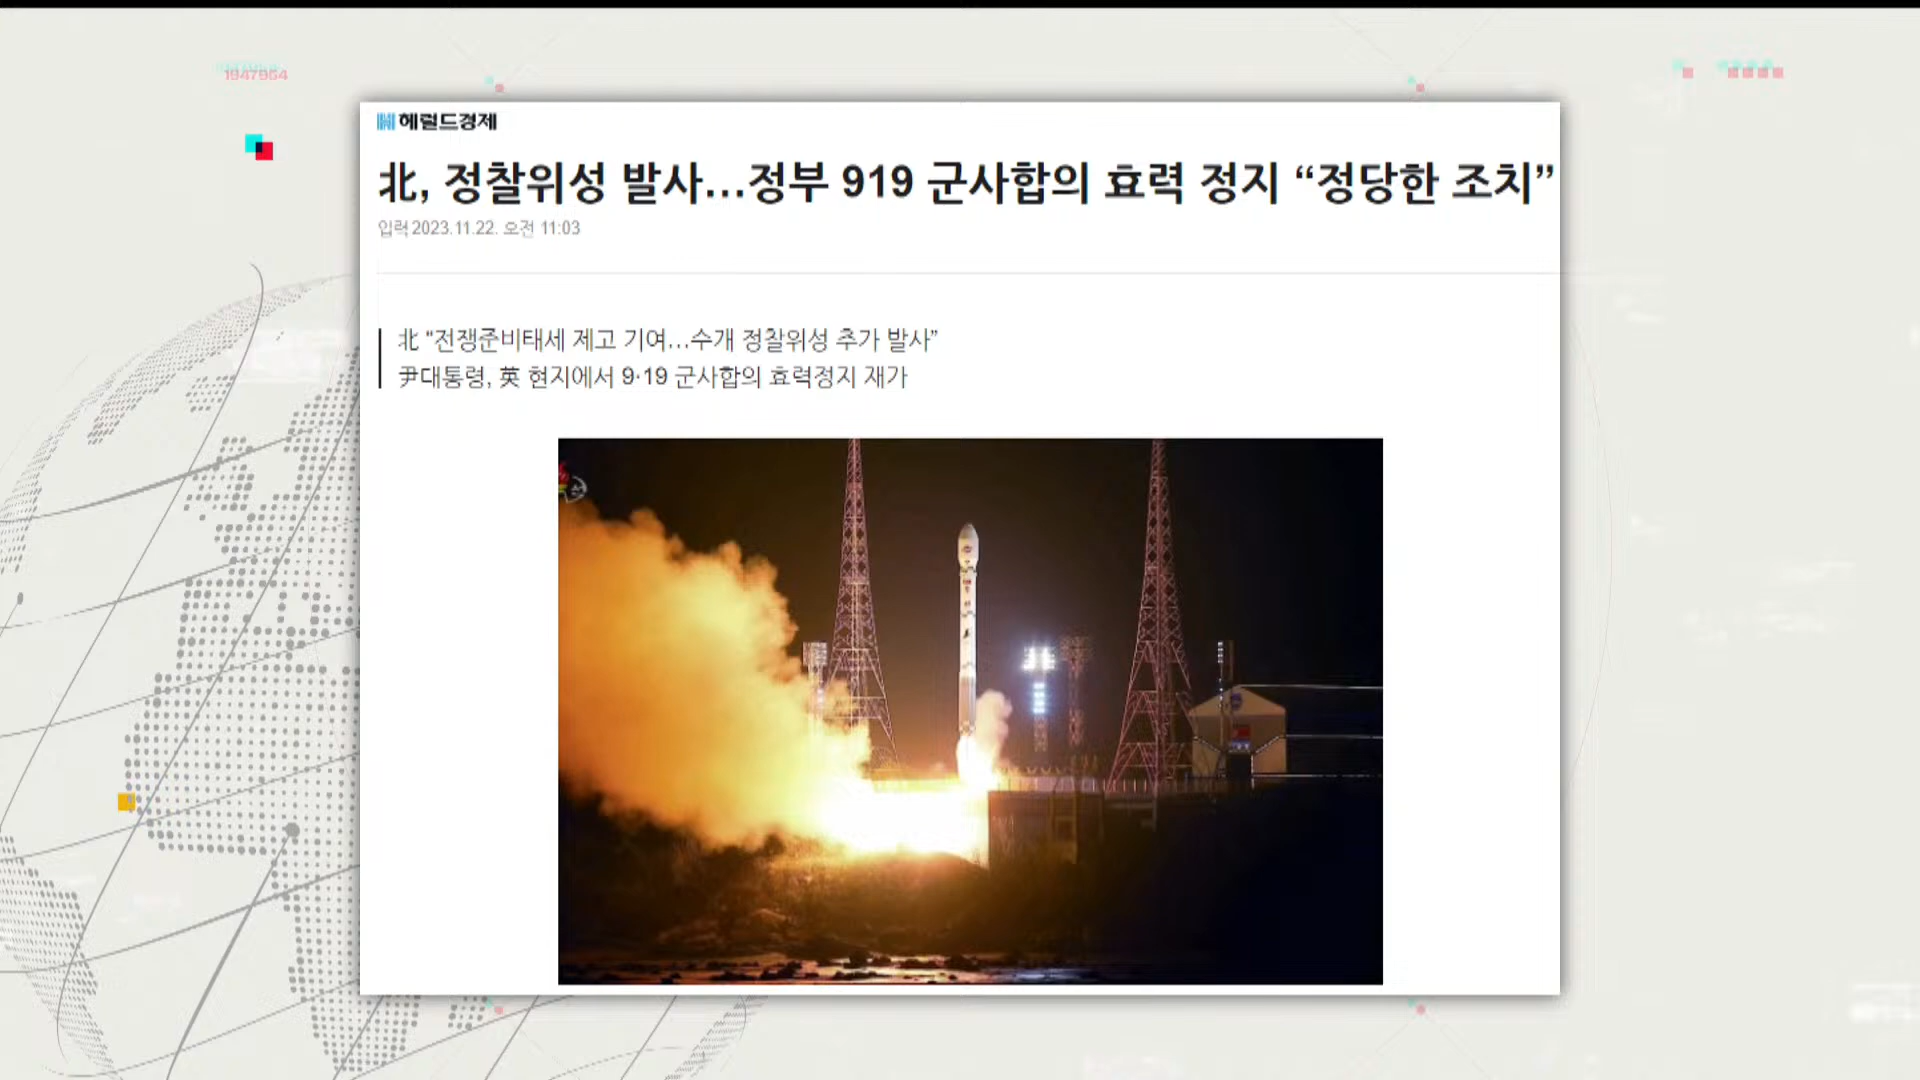 1947954
헤럴드경제
北, 정찰위성 발사...정부 919 군사합의 효력 정지 “정당한 조치”
입력 2023.11.22. 오전 11:03
北 “전쟁준비태세 제고 기여...수개 정찰위성 추가 발사”
尹대통령, 英 현지에서 9·19 군사합의 효력정지 재가